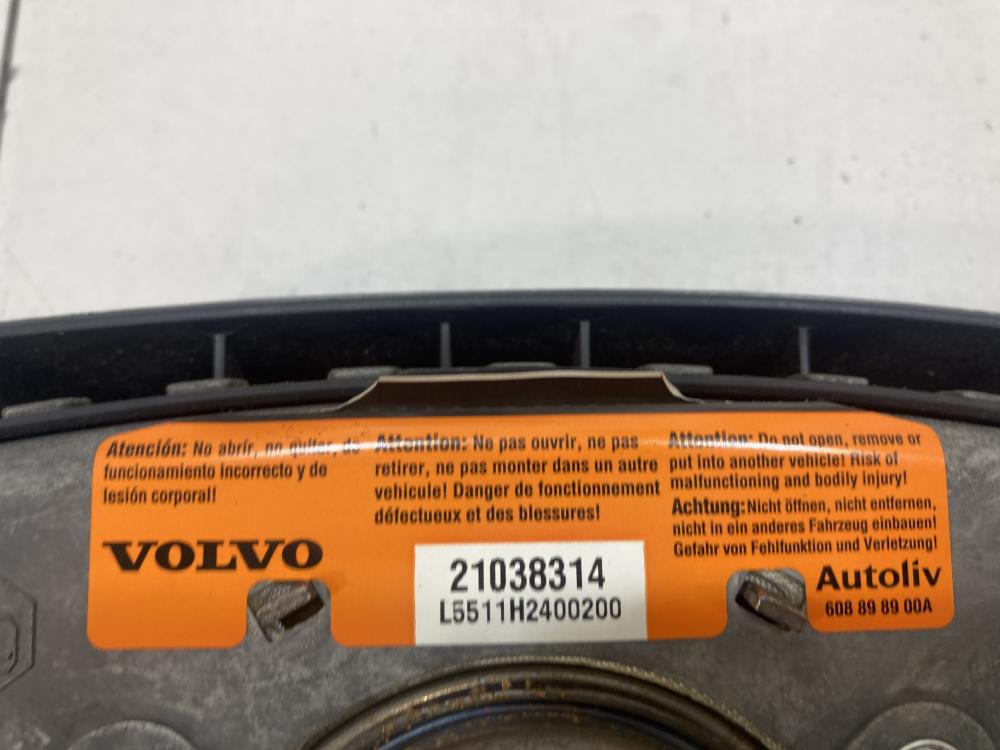 Atención: No abrir, no quitar de
funcionamiento incorrecto y de
lesión corporal!
Attention: Ne pas ouvrir, ne pas
retirer, ne pas monter dans un autre
vehicule! Danger de fonctionnement
défectueux et des blessures!
Attention: Do not open, remove or
put into another vehicle! Risk of
malfunctioning and bodily injury!
Achtung: Nicht öffnen, nicht entfernen,
nicht in ein anderes Fahrzeug einbauen!
Gefahr von Fehlfunktion und Verletzung!
VOLVO
21038314
L5511H2400200
Autoliv
608 89 89 00A